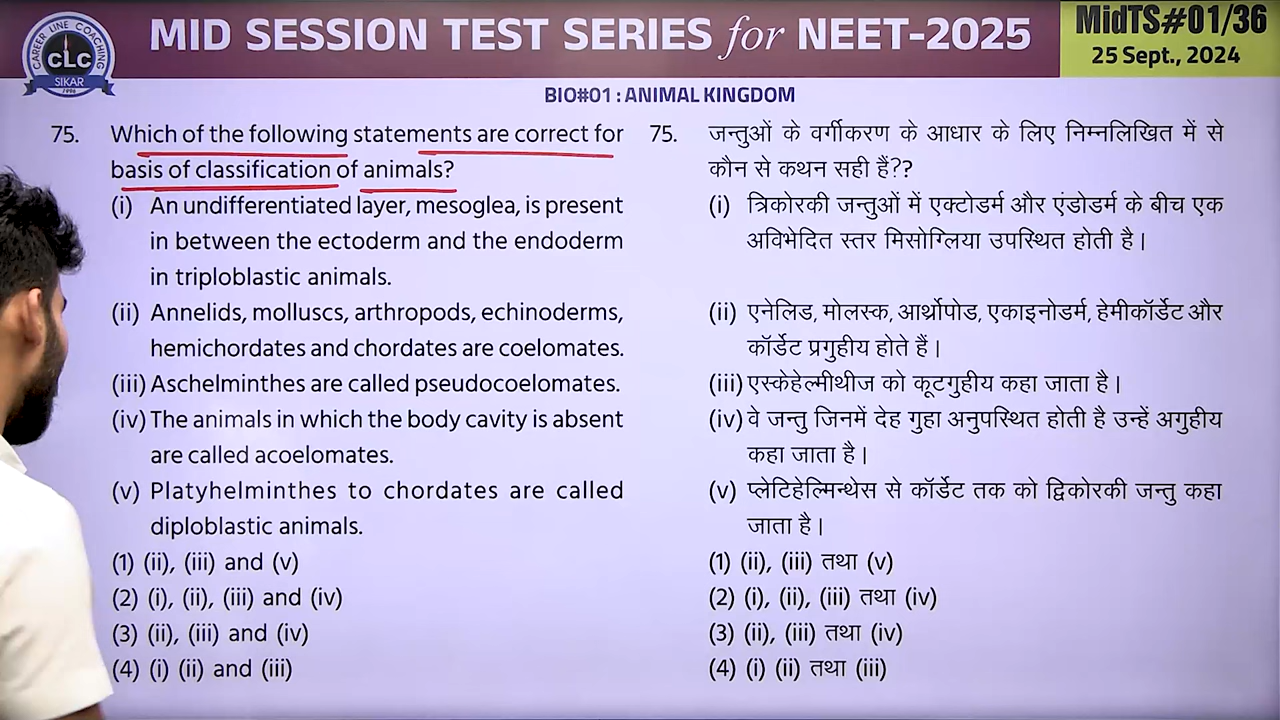 CAREER LINE COACHING
CLC
SIKAR
1996
MID SESSION TEST SERIES for NEET-2025
MidTS#01/36
25 Sept., 2024
BIO#01 : ANIMAL KINGDOM
75. Which of the following statements are correct for
basis of classification of animals?
(i) An undifferentiated layer, mesoglea, is present
in between the ectoderm and the endoderm
in triploblastic animals.
(ii) Annelids, molluscs, arthropods, echinoderms,
hemichordates and chordates are coelomates.
(iii) Aschelminthes are called pseudocoelomates.
(iv) The animals in which the body cavity is absent
are called acoelomates.
(v) Platyhelminthes to chordates are called
diploblastic animals.
(1) (ii), (iii) and (v)
(2) (i), (ii), (iii) and (iv)
(3) (ii), (iii) and (iv)
(4) (i) (ii) and (iii)
75. जन्तुओं के वर्गीकरण के आधार के लिए निम्नलिखित में से
कौन से कथन सही हैं??
(i) त्रिकोरकी जन्तुओं में एक्टोडर्म और एंडोडर्म के बीच एक
अविभेदित स्तर मिसोग्लिया उपस्थित होती है।
(ii) एनेलिड, मोलस्क, आर्थोपोड, एकाइनोडर्म, हेमीकॉर्डेट और
कॉर्डेट प्रगुहीय होते हैं।
(iii) एस्केहेल्मीथीज को कूटगुहीय कहा जाता है।
(iv) वे जन्तु जिनमें देह गुहा अनुपस्थित होती है उन्हें अगुहीय
कहा जाता है।
(v) प्लेटिहेल्मिन्थेस से कॉर्डेट तक को द्विकोरकी जन्तु कहा
जाता है।
(1) (ii), (iii) तथा (v)
(2) (i), (ii), (iii) तथा (iv)
(3) (ii), (iii) तथा (iv)
(4) (i) (ii) तथा (iii)